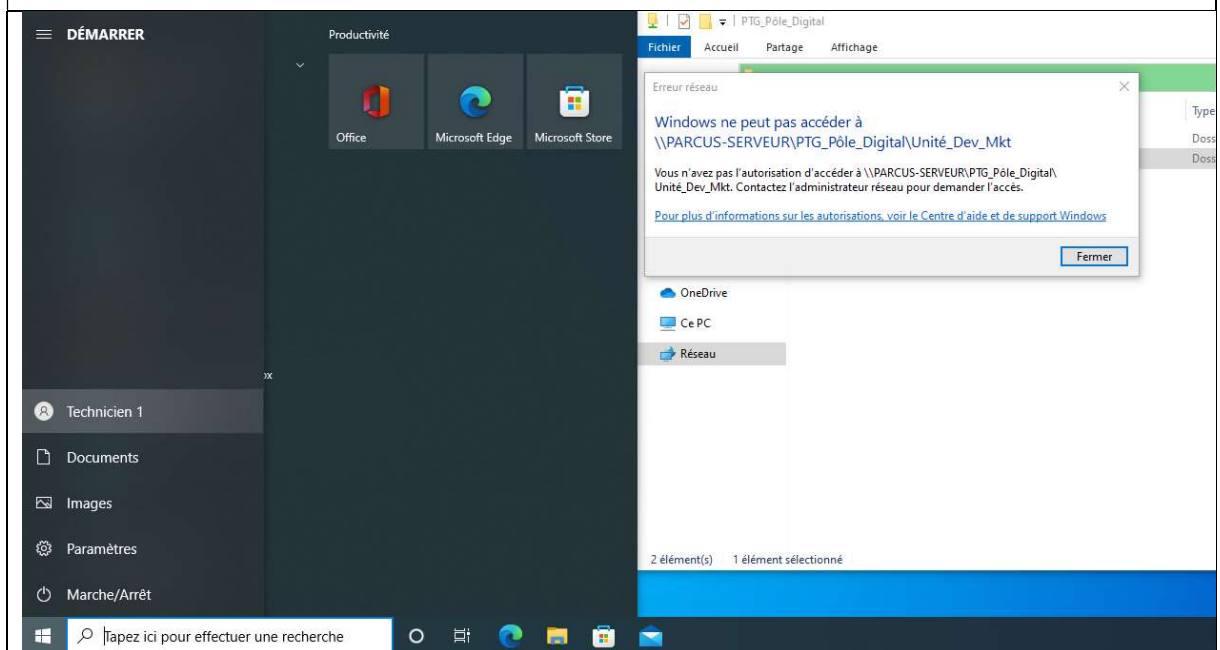 DÉMARRER
Productivité
Office
Microsoft Edge
Microsoft Store
ox
Technicien 1
Documents
Images
Paramètres
Marche/Arrêt
Tapez ici pour effectuer une recherche
PTG_Pôle_Digital
Fichier Accueil Partage Affichage
Erreur réseau
Windows ne peut pas accéder à
\\PARCUS-SERVEUR\PTG_Pôle_Digital\Unité_Dev_Mkt
Vous n'avez pas l'autorisation d'accéder à \\PARCUS-SERVEUR\PTG_Pôle_Digital\
Unité_Dev_Mkt. Contactez l'administrateur réseau pour demander l'accès.
Pour plus d'informations sur les autorisations, voir le Centre d'aide et de support Windows
Fermer
Type
Doss
Doss
OneDrive
Ce PC
Réseau
2 élément(s) 1 élément sélectionné